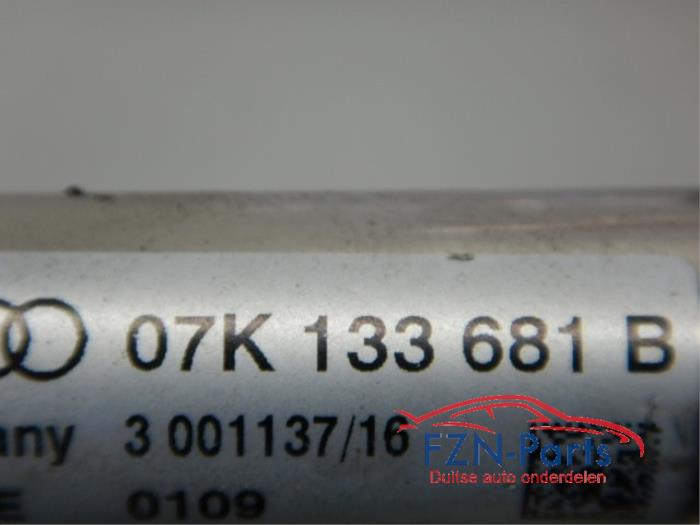 07K 133 681 B
any 3 001137/16
E 0109
FZN-Parts
Duitse auto onderdelen